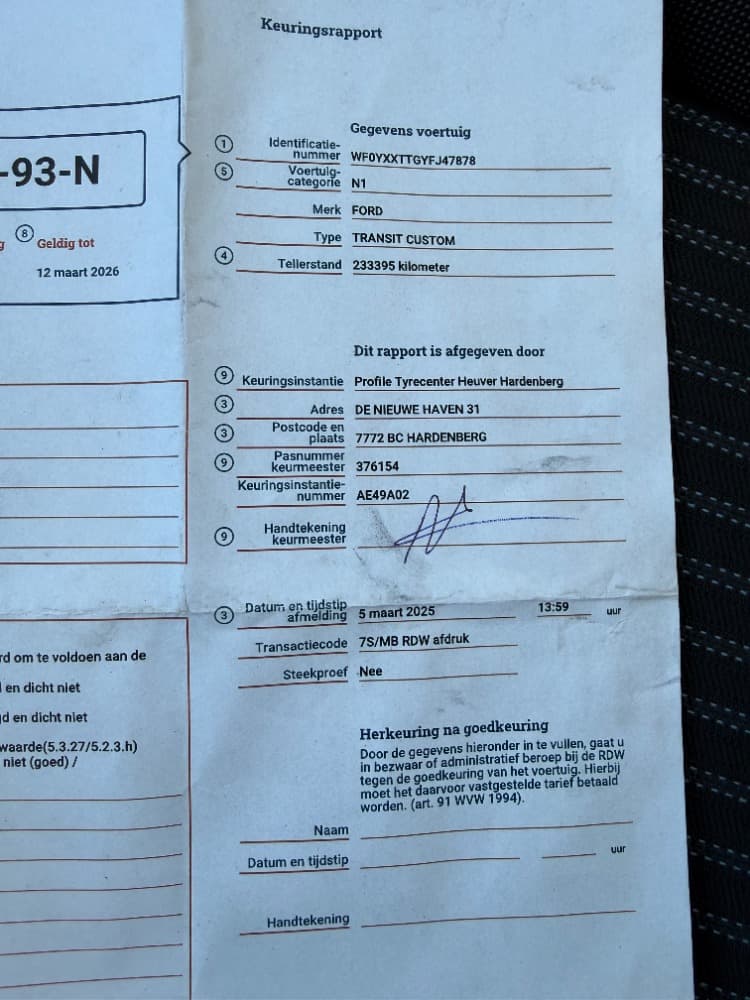 Keuringsrapport
-93-N
8 Geldig tot
12 maart 2026
Gegevens voertuig
1 Identificatie-
nummer WF0YXXTTGYFJ47878
5 Voertuig-
categorie N1
Merk FORD
Type TRANSIT CUSTOM
4 Tellerstand 233395 kilometer
Dit rapport is afgegeven door
9 Keuringsinstantie Profile Tyrecenter Heuver Hardenberg
3 Adres DE NIEUWE HAVEN 31
3 Postcode en
plaats 7772 BC HARDENBERG
9 Pasnummer
keurmeester 376154
Keuringsinstantie-
nummer AE49A02
9 Handtekening
keurmeester
3 Datum en tijdstip
afmelding 5 maart 2025 13:59 uur
Transactiecode 7S/MB RDW afdruk
Steekproef Nee
rd om te voldoen aan de
en dicht niet
gd en dicht niet
waarde(5.3.27/5.2.3.h)
niet (goed) /
Herkeuring na goedkeuring
Door de gegevens hieronder in te vullen, gaat u
in bezwaar of administratief beroep bij de RDW
tegen de goedkeuring van het voertuig. Hierbij
moet het daarvoor vastgestelde tarief betaald
worden. (art. 91 WVW 1994).
Naam
Datum en tijdstip uur
Handtekening